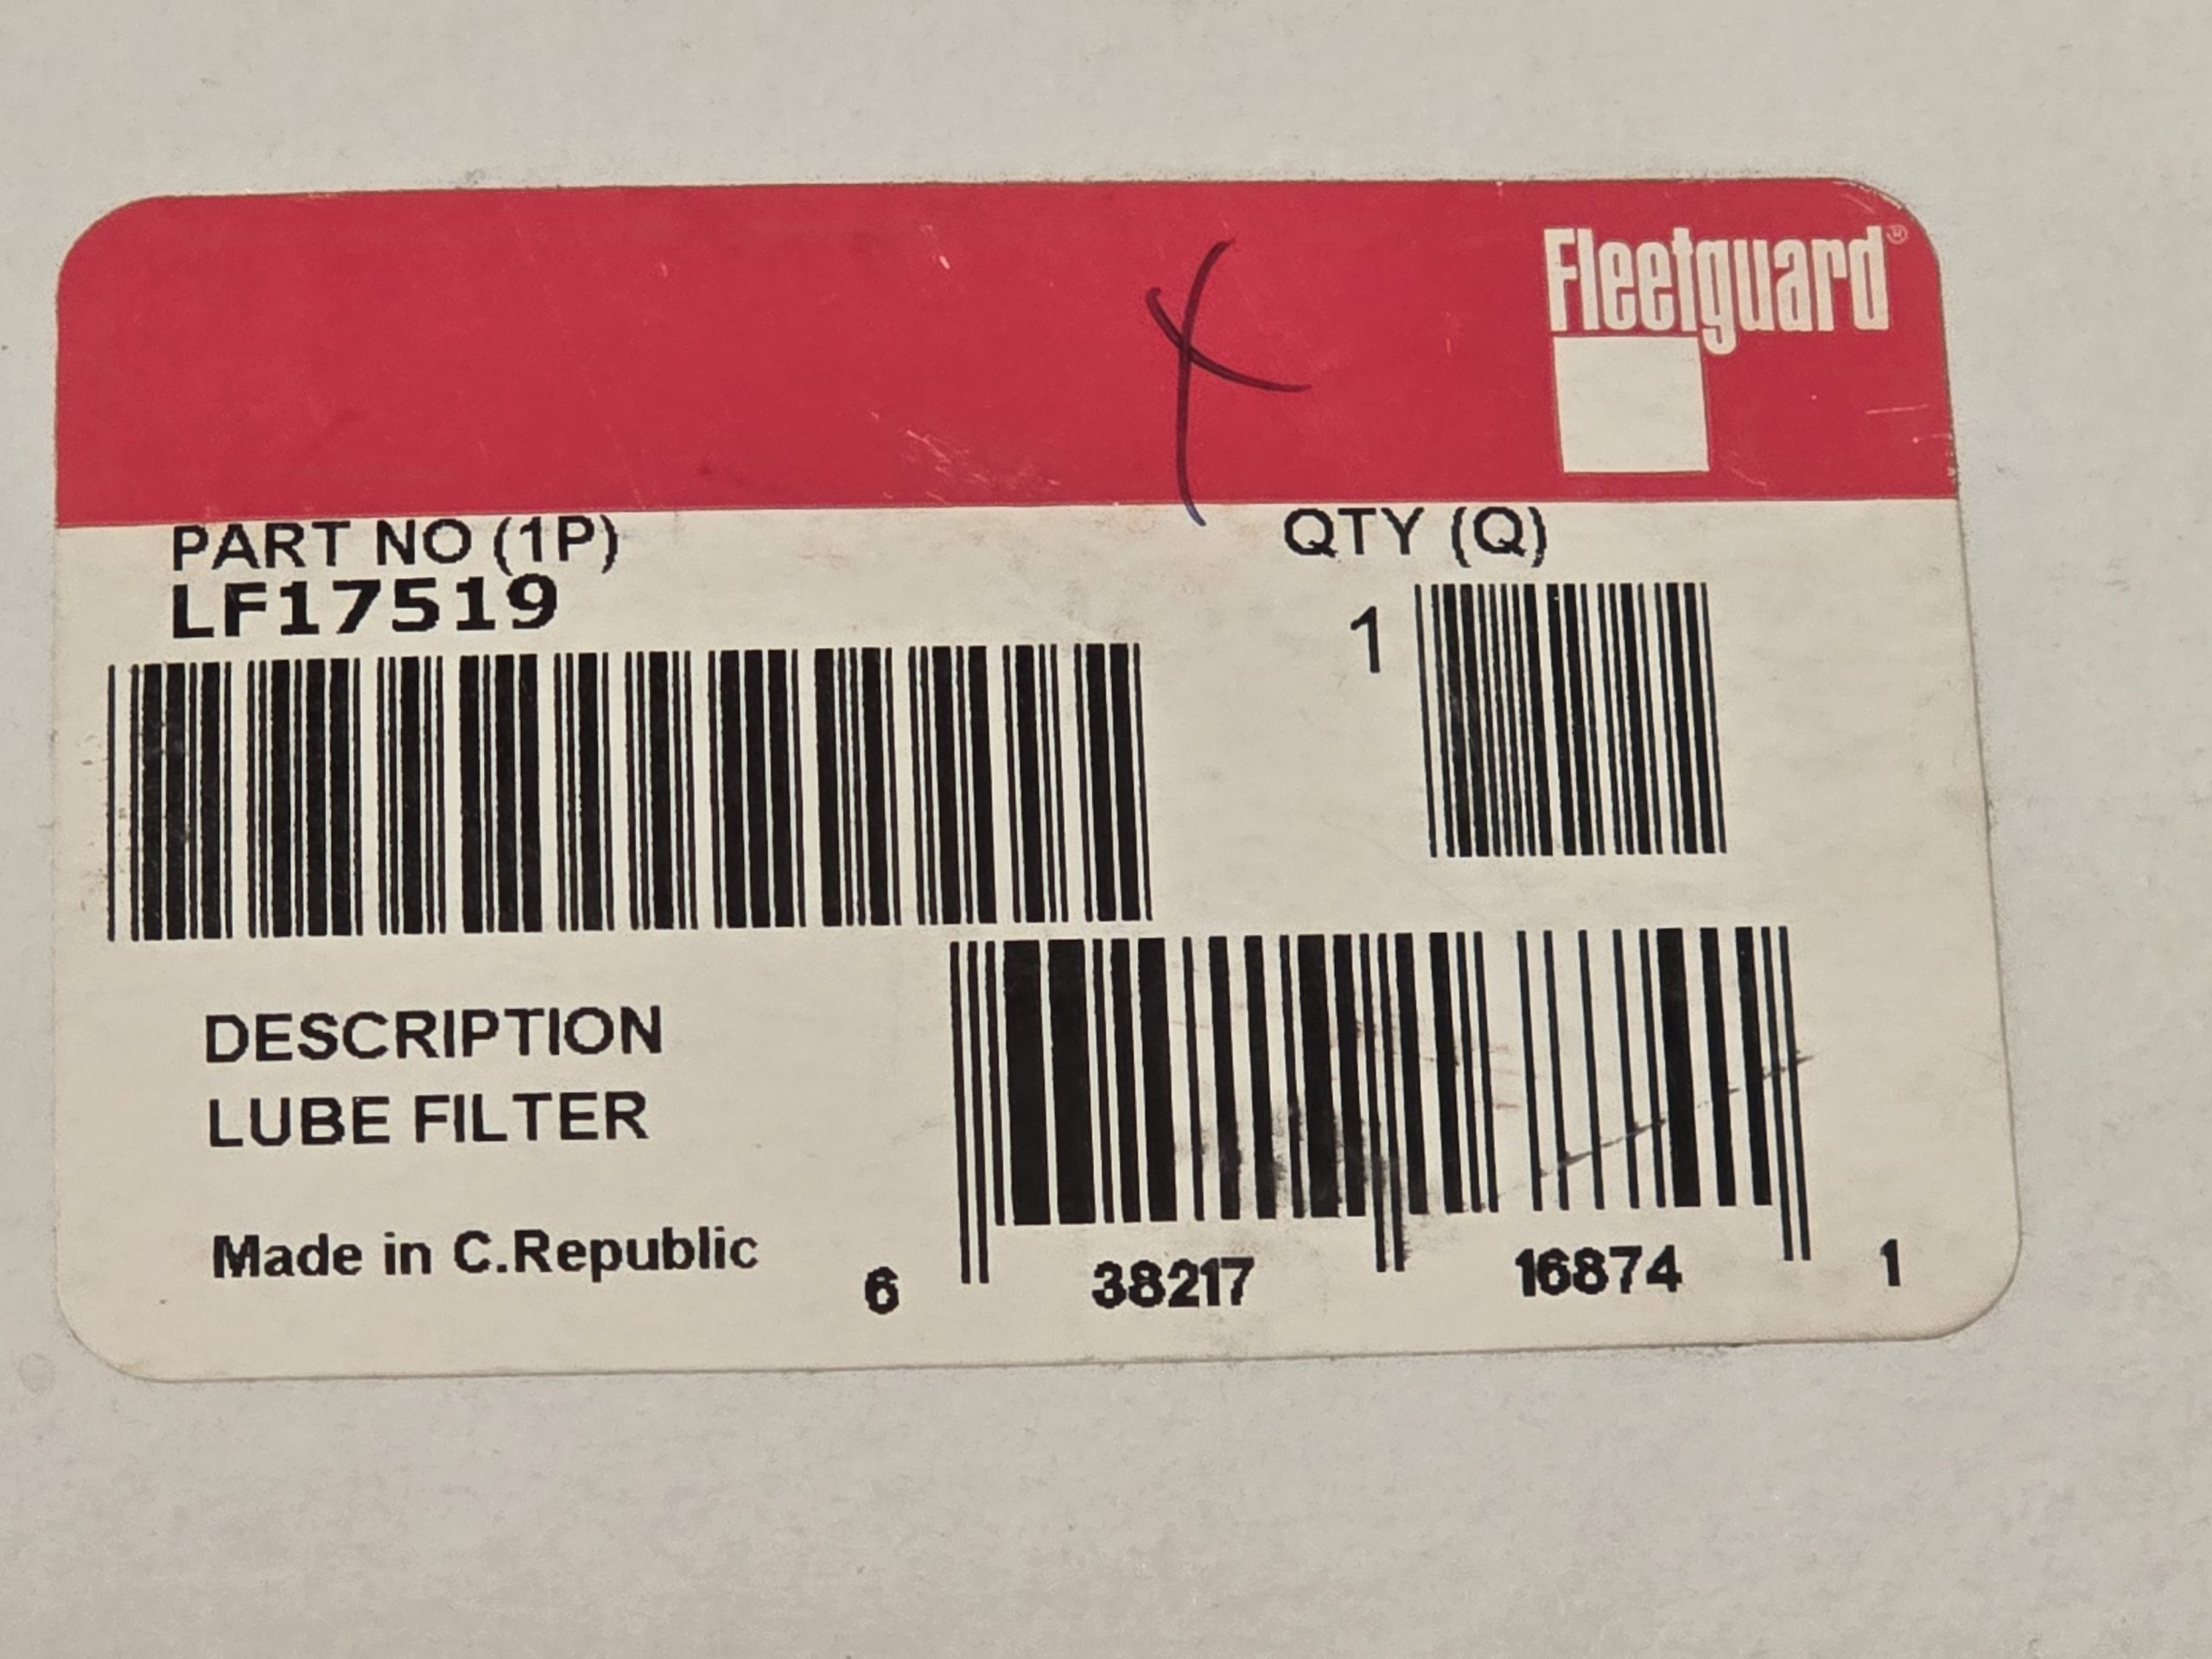 Fleetguard®
PART NO (1P)
LF17519
QTY (Q)
1
DESCRIPTION
LUBE FILTER
Made in C.Republic
6 38217 16874 1